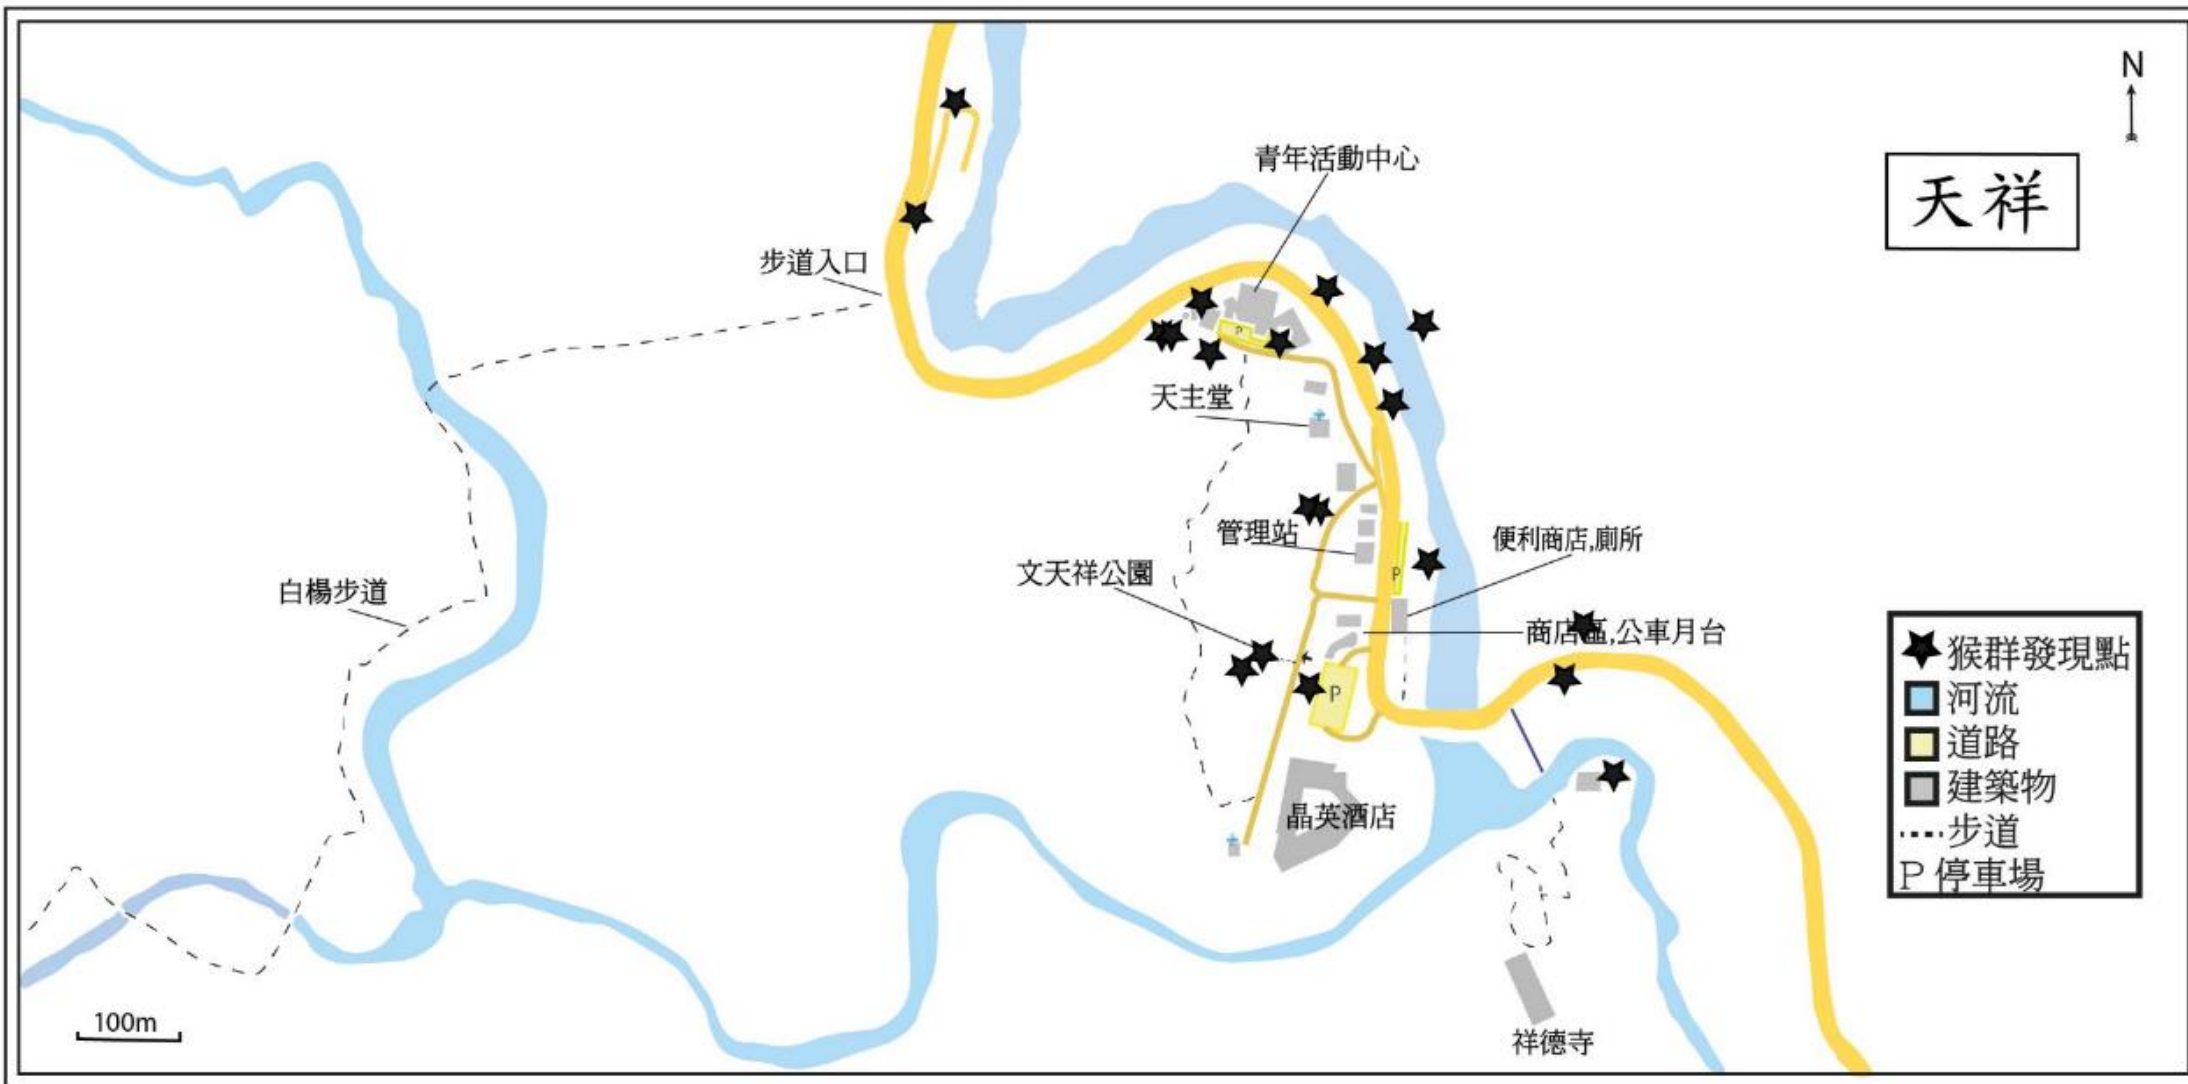 N
天祥
青年活動中心
步道入口
P
天主堂
管理站
便利商店,廁所
文天祥公園
P
白楊步道
商店區,公車月台
P
晶英酒店
祥德寺
100m
猴群發現點
河流
道路
建築物
步道
P 停車場